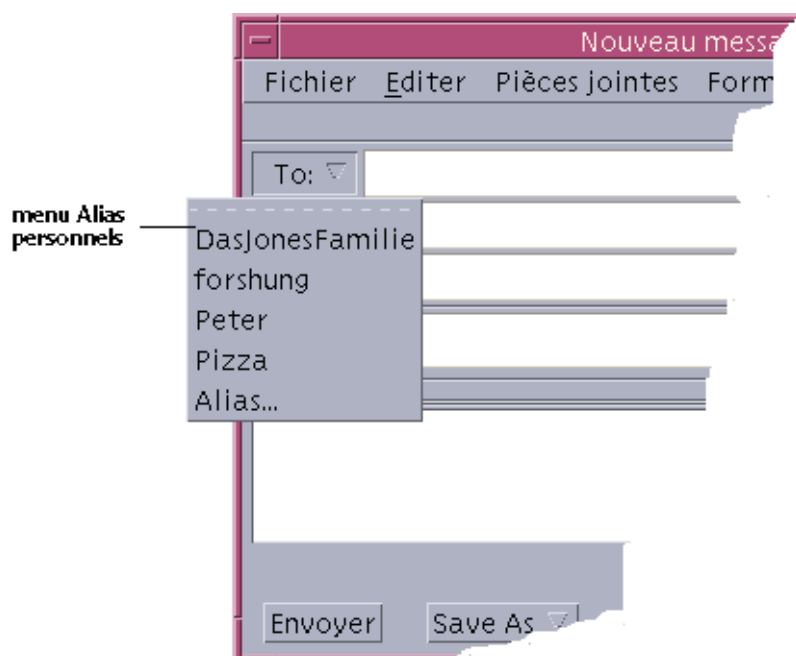 Nouveau messa
Fichier Editer Pièces jointes Form
To:
menu Alias
personnels
DasJonesFamilie
forshung
Peter
Pizza
Alias...
Envoyer Save As